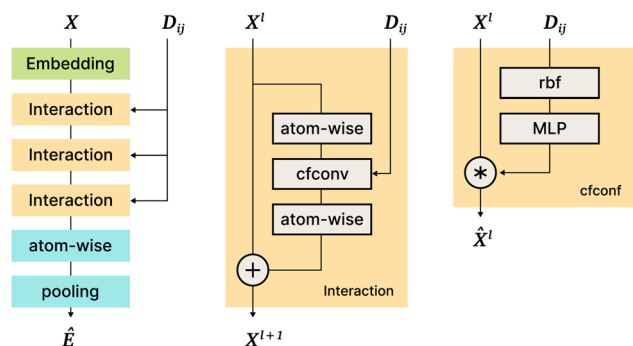 X
D_ij
Embedding
Interaction
Interaction
Interaction
atom-wise
pooling
Ê
X^l
D_ij
atom-wise
cfconv
atom-wise
+
Interaction
X^{l+1}
X^l
D_ij
rbf
MLP
*
cfconf
X̂^l